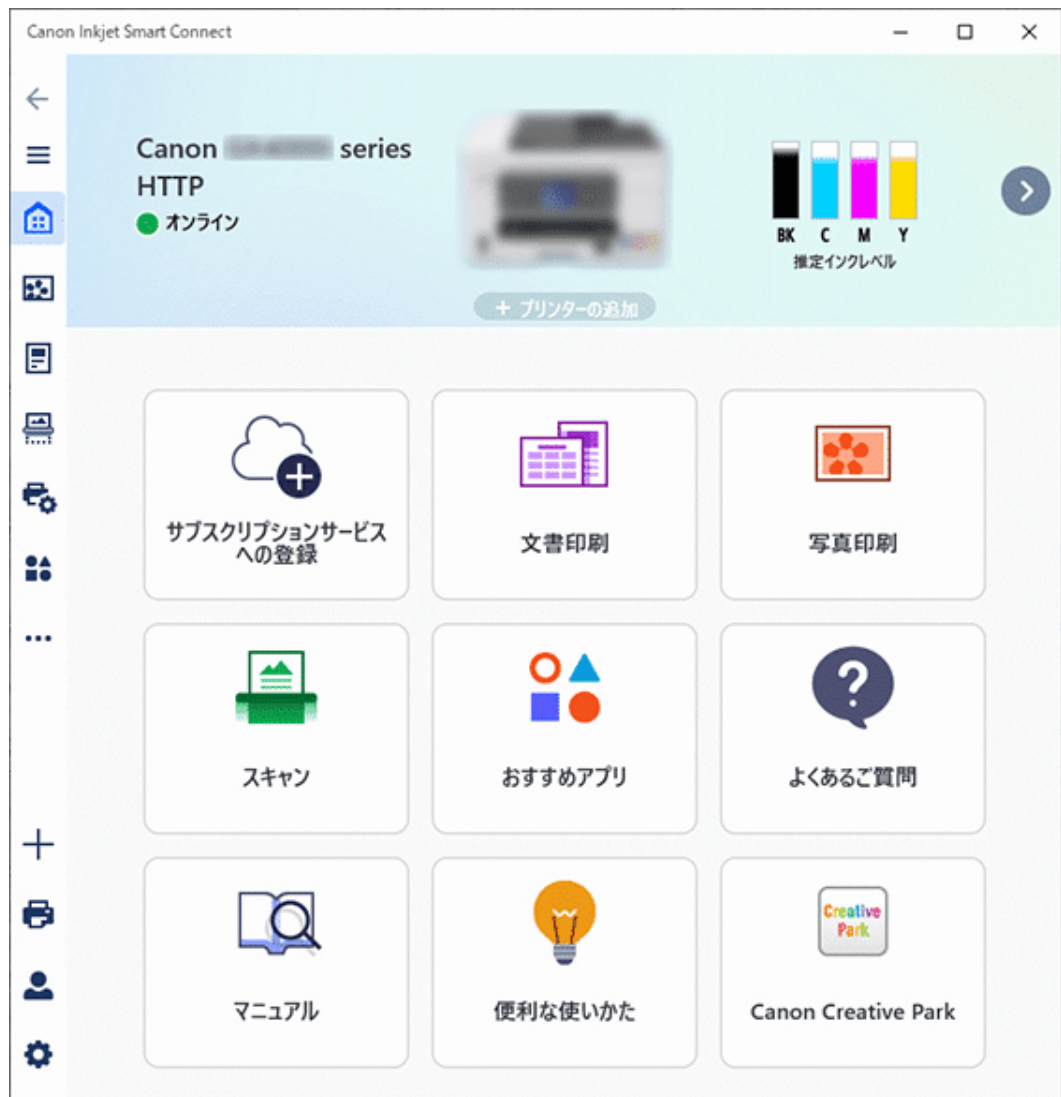 Canon Inkjet Smart Connect
Canon series
HTTP
オンライン
BK C M Y
推定インクレベル
+ プリンターの追加
サブスクリプションサービス
への登録
文書印刷
写真印刷
スキャン
おすすめアプリ
よくあるご質問
マニュアル
便利な使いかた
Creative
Park
Canon Creative Park